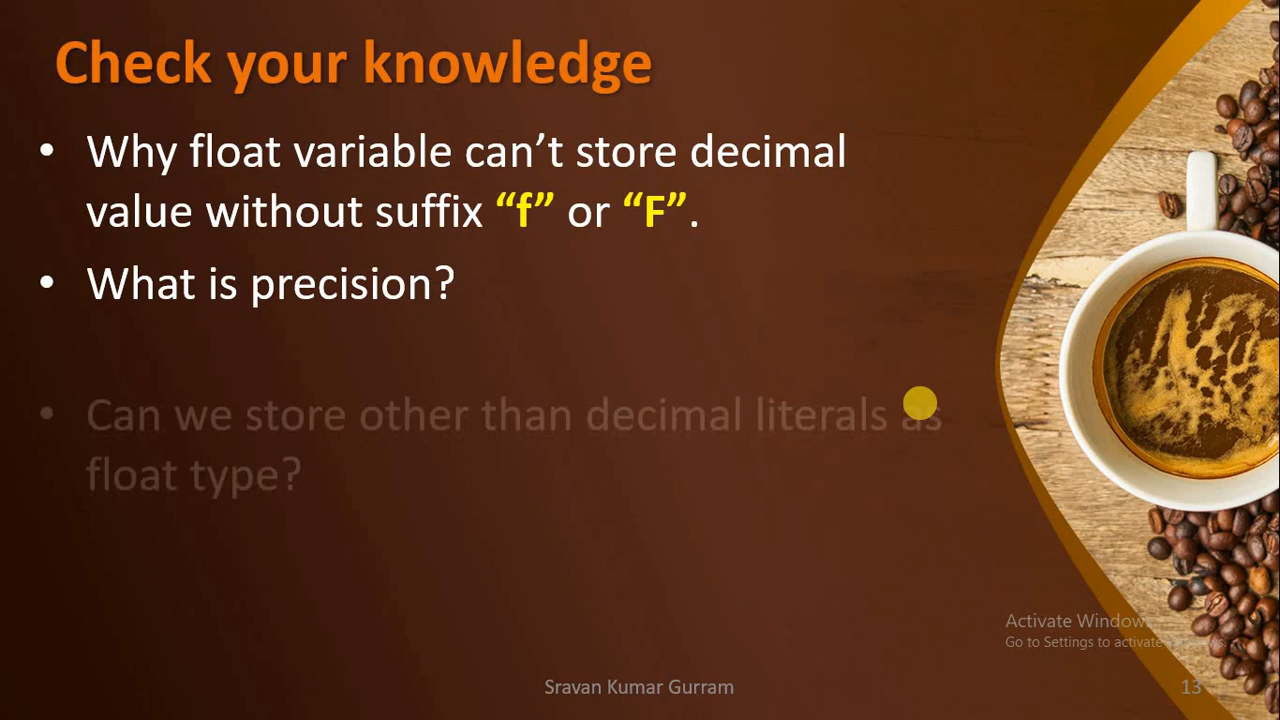 Check your knowledge
• Why float variable can’t store decimal
value without suffix “f” or “F”.
• What is precision?
• Can we store other than decimal literals as
float type?
Activate Windows
Go to Settings to activate Windows.
Sravan Kumar Gurram
13